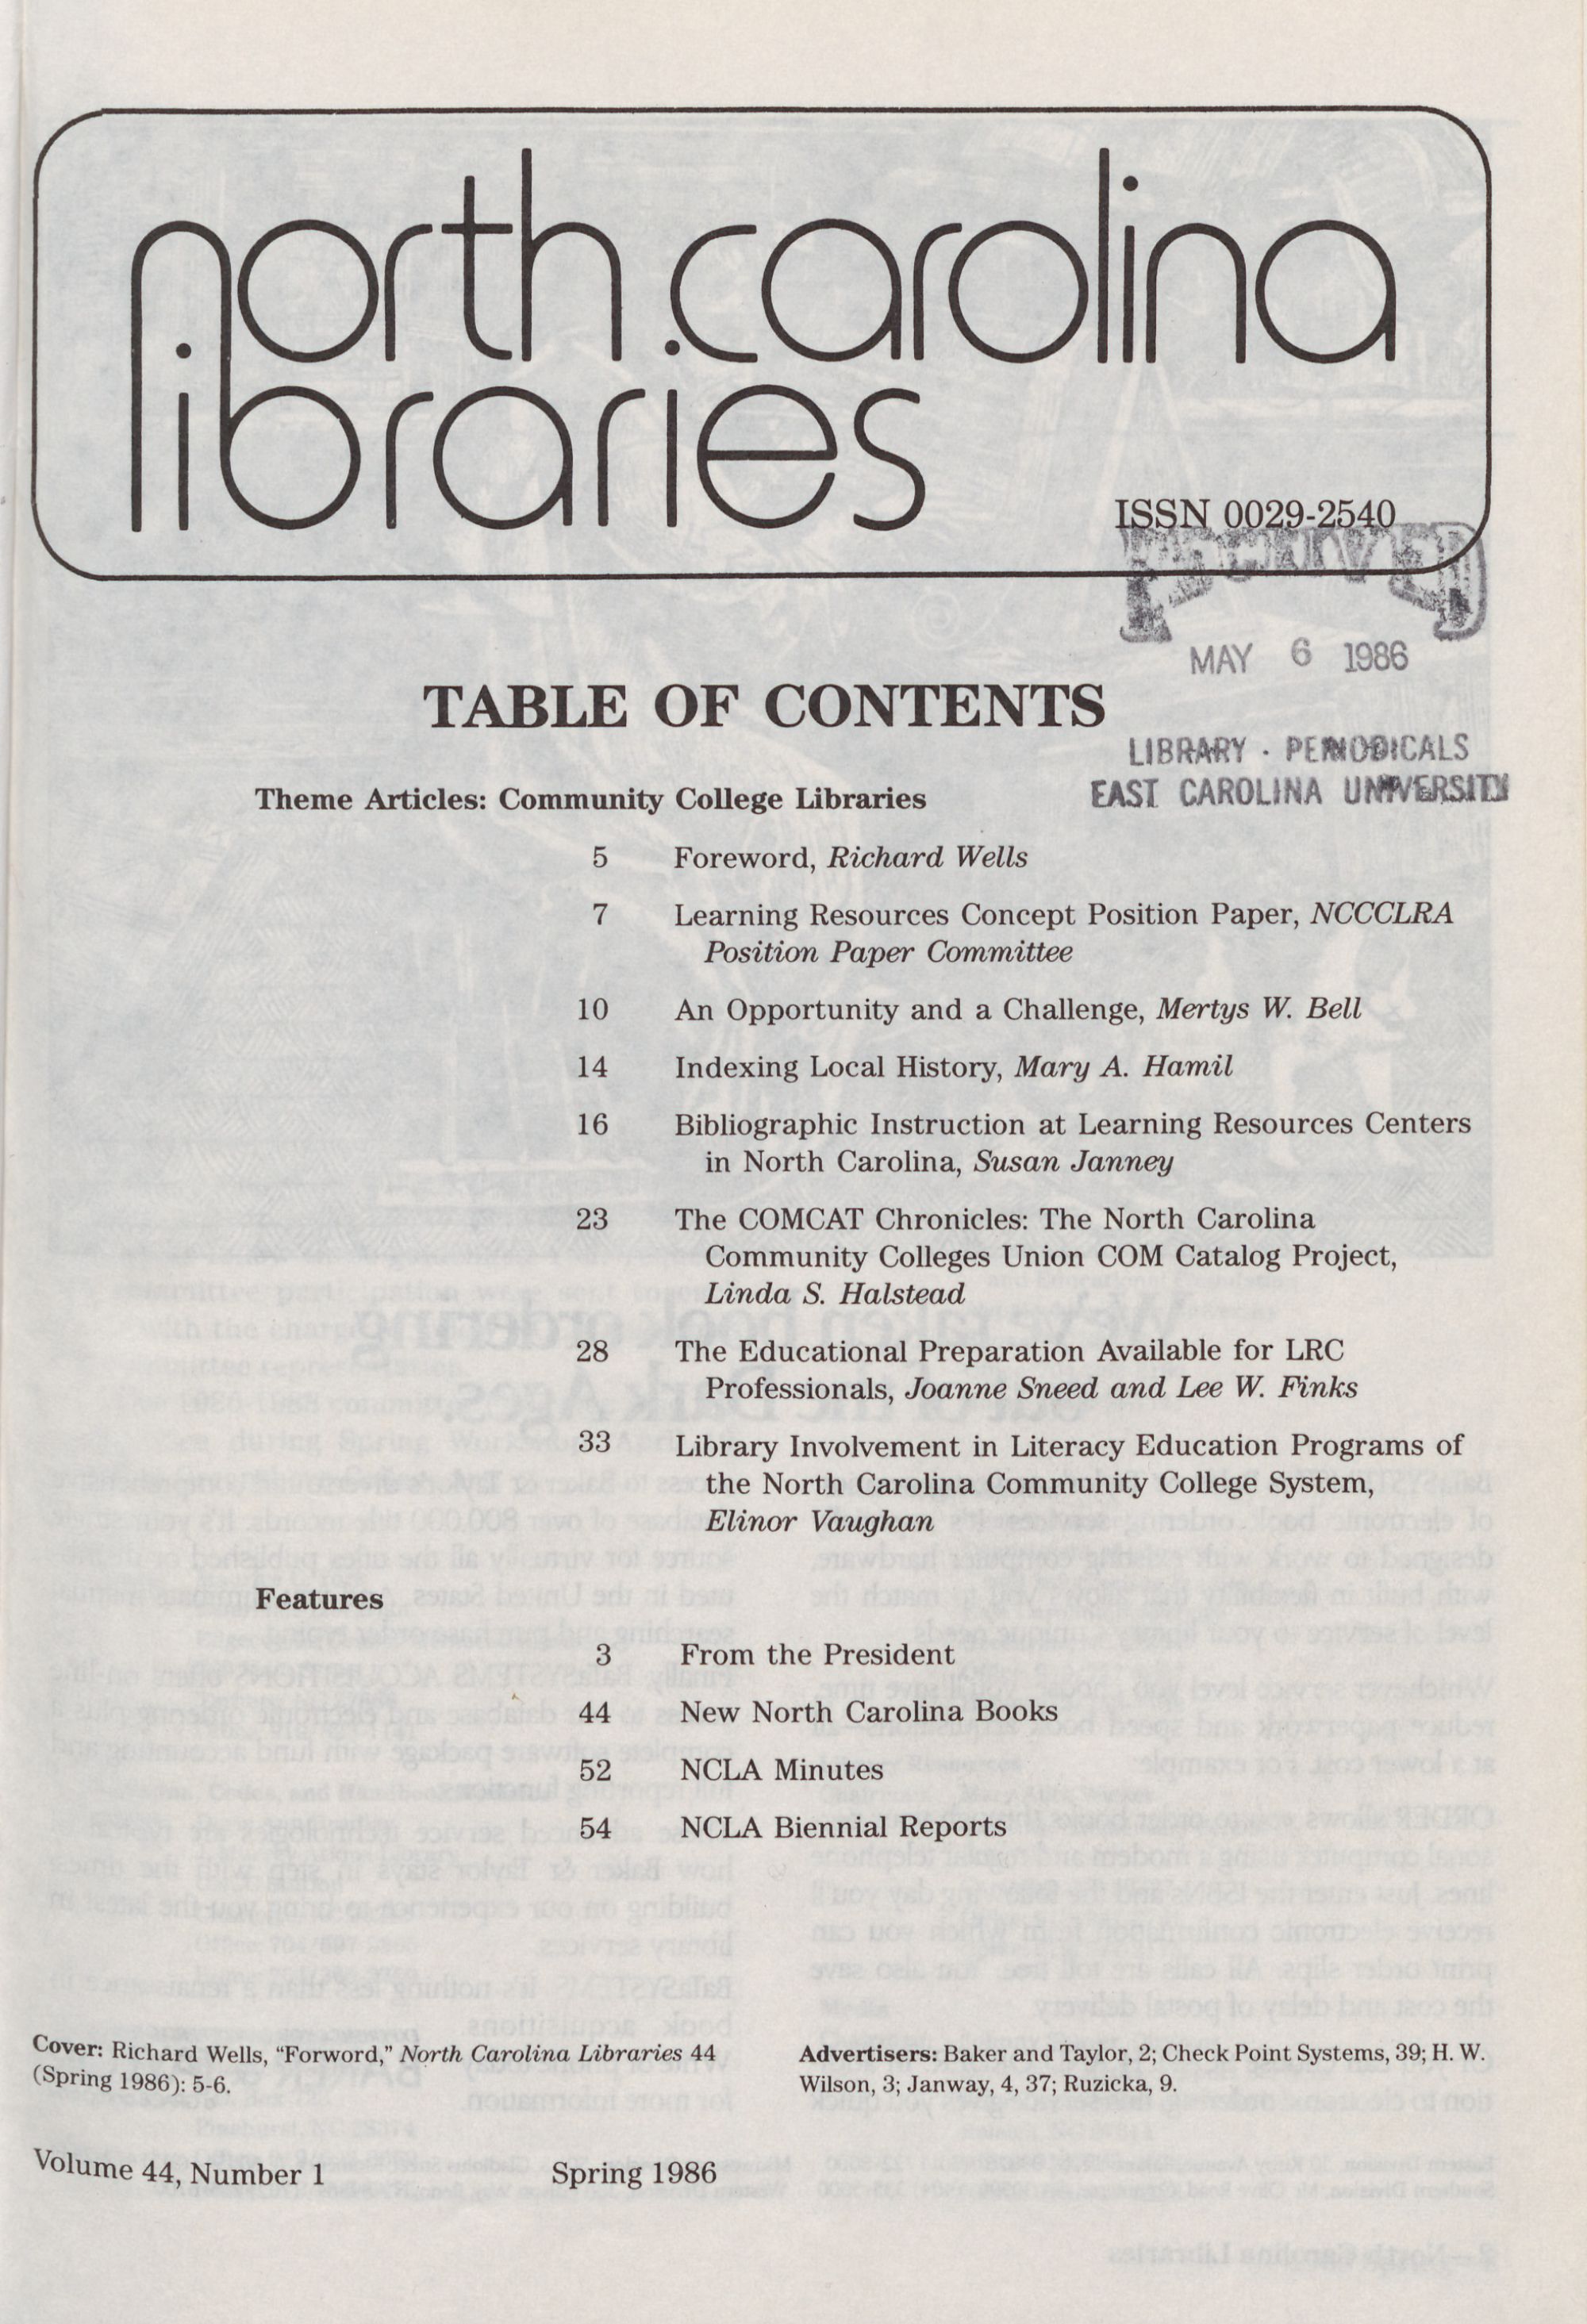 north carolina
libraries
ISSN 0029-2540
RECEIVED
MAY 6 1986
LIBRARY · PERIODICALS
EAST CAROLINA UNIVERSITY
TABLE OF CONTENTS
Theme Articles: Community College Libraries
5 Foreword, Richard Wells
7 Learning Resources Concept Position Paper, NCCCLRA
Position Paper Committee
10 An Opportunity and a Challenge, Mertys W. Bell
14 Indexing Local History, Mary A. Hamil
16 Bibliographic Instruction at Learning Resources Centers
in North Carolina, Susan Janney
23 The COMCAT Chronicles: The North Carolina
Community Colleges Union COM Catalog Project,
Linda S. Halstead
28 The Educational Preparation Available for LRC
Professionals, Joanne Sneed and Lee W. Finks
33 Library Involvement in Literacy Education Programs of
the North Carolina Community College System,
Elinor Vaughan
Features
3 From the President
44 New North Carolina Books
52 NCLA Minutes
54 NCLA Biennial Reports
Cover: Richard Wells, “Forword,” North Carolina Libraries 44
(Spring 1986): 5-6.
Advertisers: Baker and Taylor, 2; Check Point Systems, 39; H. W.
Wilson, 3; Janway, 4, 37; Ruzicka, 9.
Volume 44, Number 1 Spring 1986